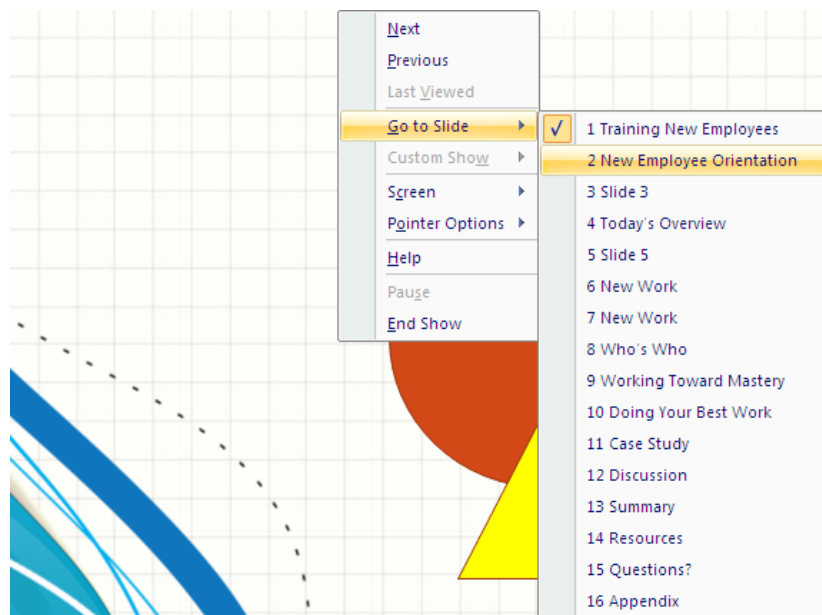 Next
Previous
Last Viewed
Go to Slide
Custom Show
Screen
Pointer Options
Help
Pause
End Show
1 Training New Employees
2 New Employee Orientation
3 Slide 3
4 Today's Overview
5 Slide 5
6 New Work
7 New Work
8 Who's Who
9 Working Toward Mastery
10 Doing Your Best Work
11 Case Study
12 Discussion
13 Summary
14 Resources
15 Questions?
16 Appendix